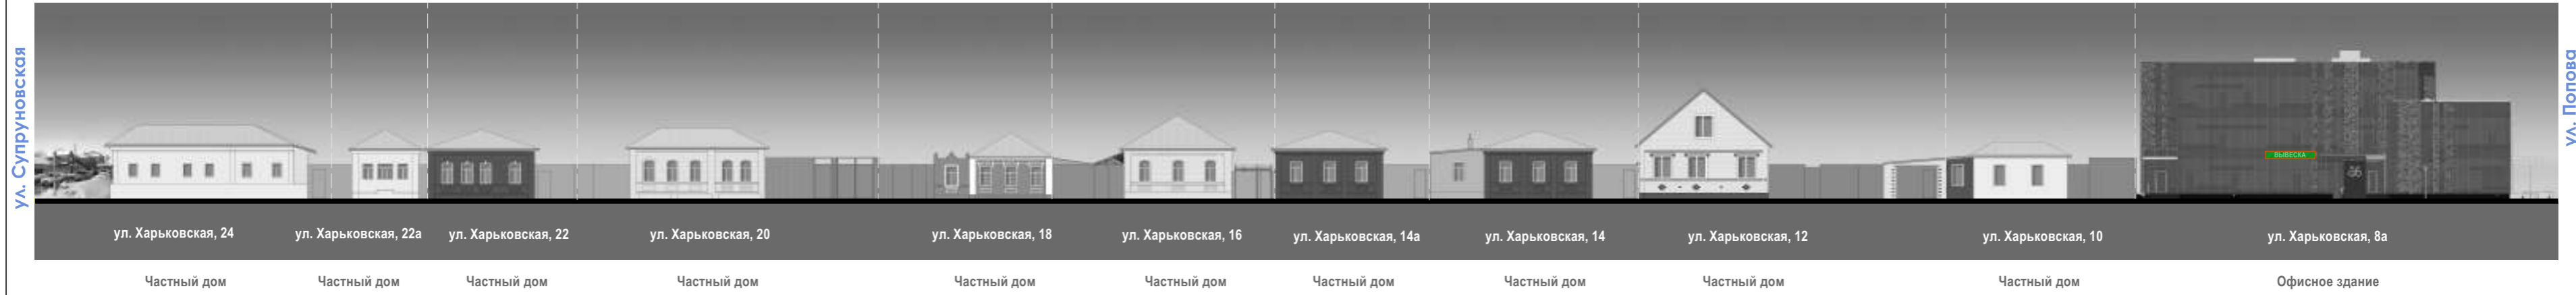 ул. Супруновская
ВЫВЕСКА
ул. Попова
ул. Харьковская, 24
ул. Харьковская, 22а
ул. Харьковская, 22
ул. Харьковская, 20
ул. Харьковская, 18
ул. Харьковская, 16
ул. Харьковская, 14а
ул. Харьковская, 14
ул. Харьковская, 12
ул. Харьковская, 10
ул. Харьковская, 8а
Частный дом
Частный дом
Частный дом
Частный дом
Частный дом
Частный дом
Частный дом
Частный дом
Частный дом
Частный дом
Офисное здание